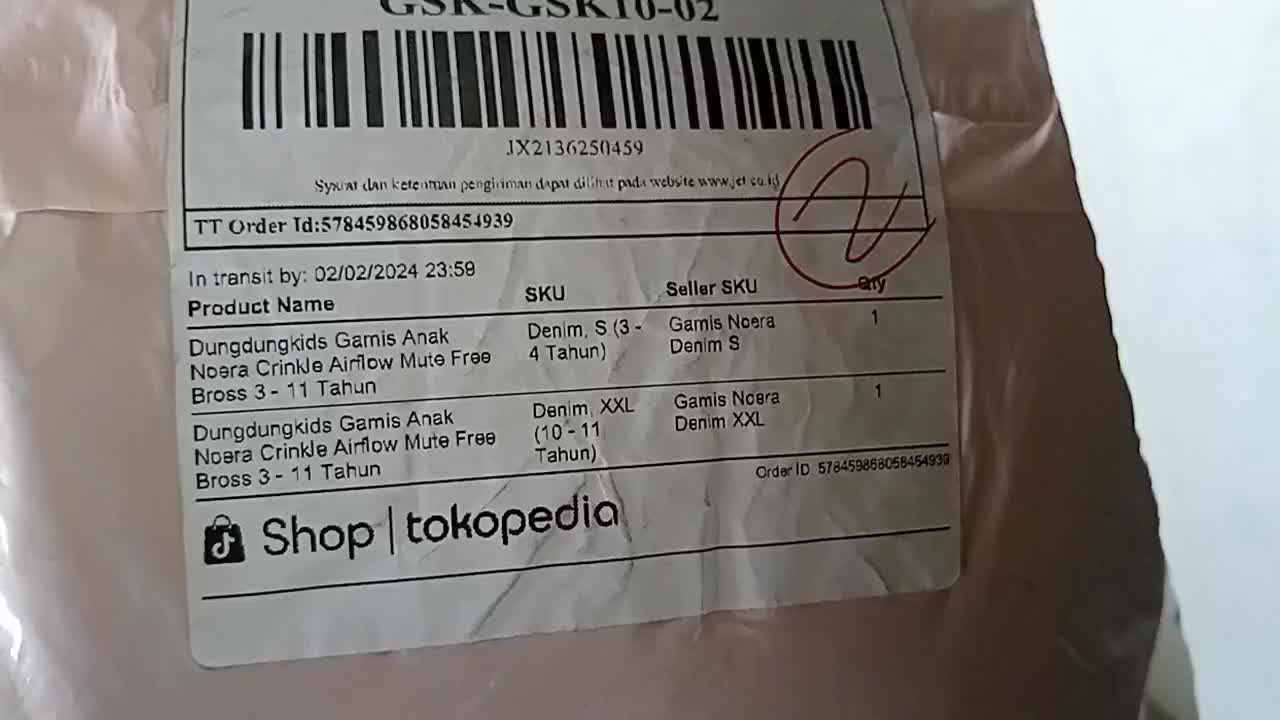 GSK-GSK10-02
JX2136250459
Syarat dan ketentuan pengiriman dapat dilihat pada website www.jet.co.id
TT Order Id:578459868058454939
In transit by: 02/02/2024 23:59
Product Name SKU Seller SKU Qty
Dungdungkids Gamis Anak Noera Crinkle Airflow Mute Free Bross 3 - 11 Tahun
Denim, S (3 - 4 Tahun)
Gamis Noera Denim S
1
Dungdungkids Gamis Anak Noera Crinkle Airflow Mute Free Bross 3 - 11 Tahun
Denim, XXL (10 - 11 Tahun)
Gamis Noera Denim XXL
1
Order ID 578459868058454939
Shop | tokopedia